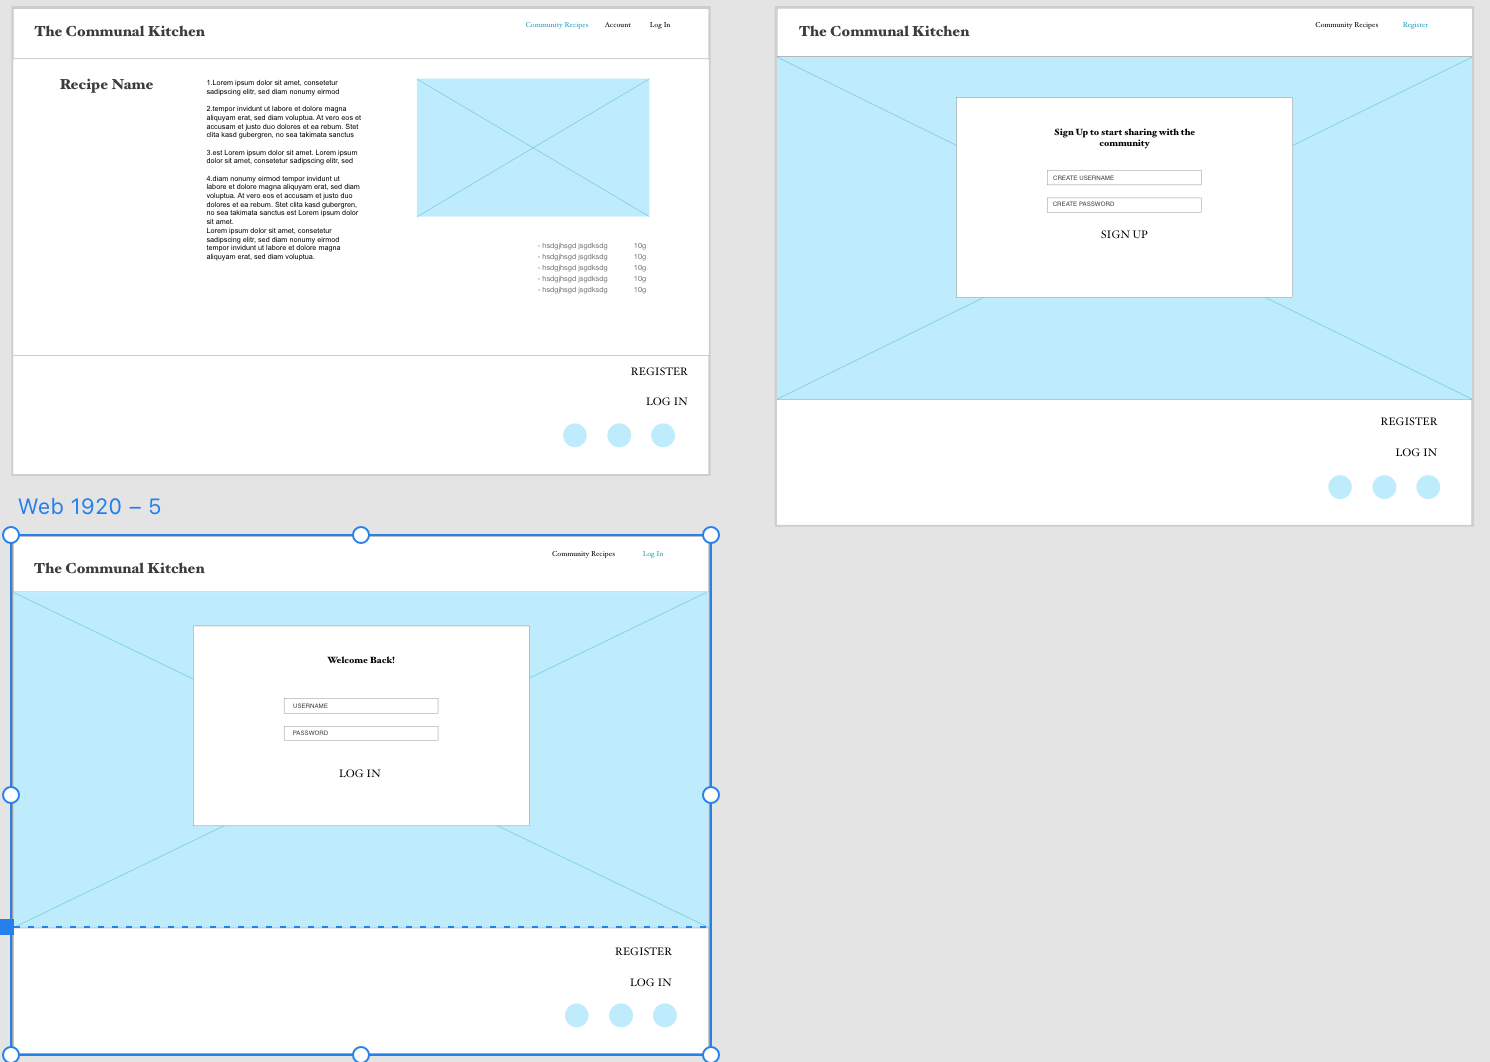 The Communal Kitchen
Community Recipes Account Log In
Recipe Name
1.Lorem ipsum dolor sit amet, consetetur
sadipscing elitr, sed diam nonumy eirmod
2.tempor invidunt ut labore et dolore magna
aliquyam erat, sed diam voluptua. At vero eos et
accusam et justo duo dolores et ea rebum. Stet
clita kasd gubergren, no sea takimata sanctus
3.est Lorem ipsum dolor sit amet. Lorem ipsum
dolor sit amet, consetetur sadipscing elitr, sed
4.diam nonumy eirmod tempor invidunt ut
labore et dolore magna aliquyam erat, sed diam
voluptua. At vero eos et accusam et justo duo
dolores et ea rebum. Stet clita kasd gubergren,
no sea takimata sanctus est Lorem ipsum dolor
sit amet.
Lorem ipsum dolor sit amet, consetetur
sadipscing elitr, sed diam nonumy eirmod
tempor invidunt ut labore et dolore magna
aliquyam erat, sed diam voluptua.
- hsdgjhsgd jsgdksdg 10g
- hsdgjhsgd jsgdksdg 10g
- hsdgjhsgd jsgdksdg 10g
- hsdgjhsgd jsgdksdg 10g
- hsdgjhsgd jsgdksdg 10g
REGISTER
LOG IN
The Communal Kitchen
Community Recipes Register
Sign Up to start sharing with the
community
CREATE USERNAME
CREATE PASSWORD
SIGN UP
REGISTER
LOG IN
Web 1920 – 5
The Communal Kitchen
Community Recipes Log In
Welcome Back!
USERNAME
PASSWORD
LOG IN
REGISTER
LOG IN